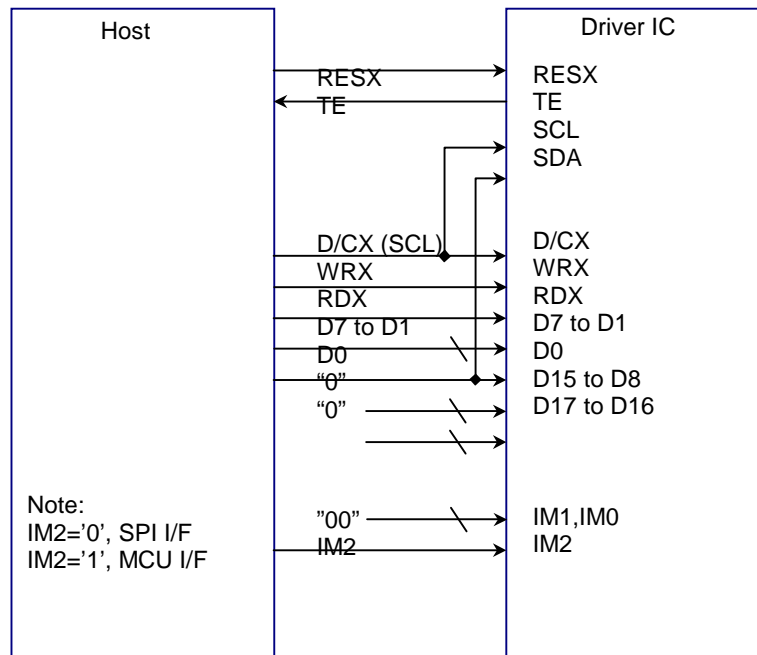 Host
Driver IC
RESX
TE
RESX
TE
SCL
SDA
D/CX (SCL)
WRX
RDX
D7 to D1
D0
“0”
“0”
D/CX
WRX
RDX
D7 to D1
D0
D15 to D8
D17 to D16
Note:
IM2=’0’, SPI I/F
IM2=’1’, MCU I/F
”00”
IM2
IM1,IM0
IM2